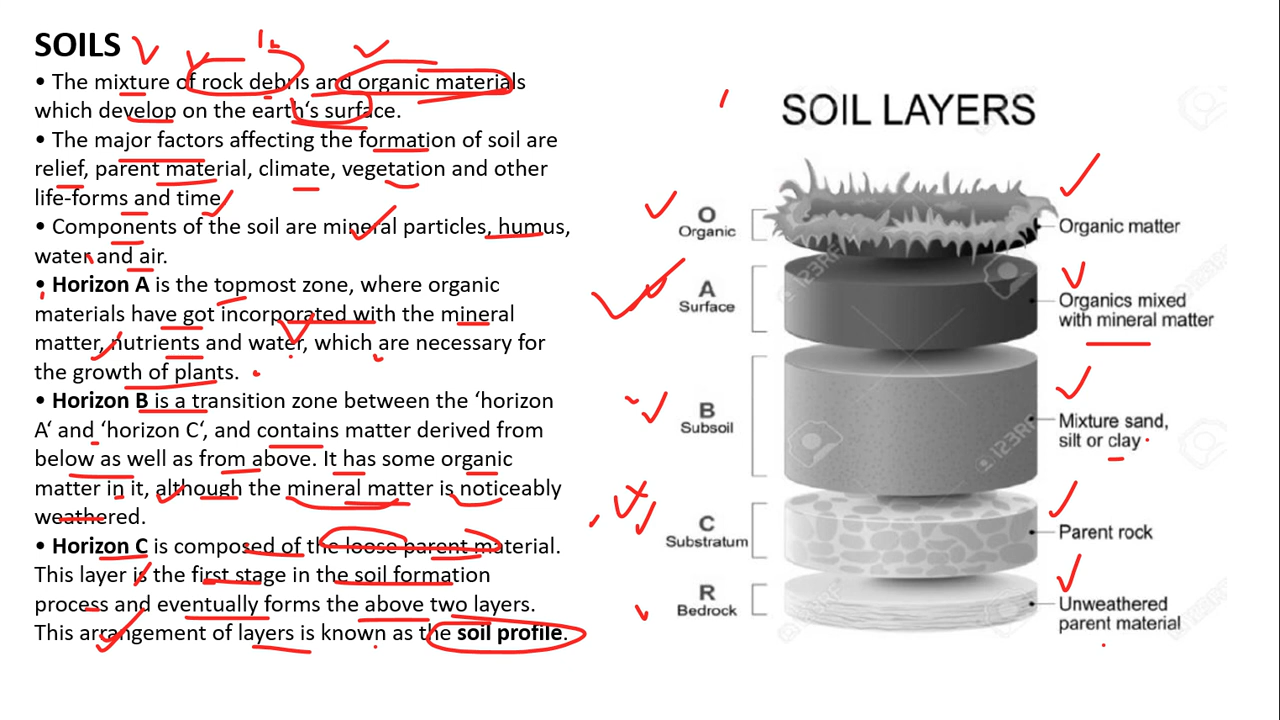 SOILS
• The mixture of rock debris and organic materials
which develop on the earth‘s surface.
• The major factors affecting the formation of soil are
relief, parent material, climate, vegetation and other
life-forms and time.
• Components of the soil are mineral particles, humus,
water and air.
• Horizon A is the topmost zone, where organic
materials have got incorporated with the mineral
matter, nutrients and water, which are necessary for
the growth of plants.
• Horizon B is a transition zone between the ‘horizon
A‘ and ‘horizon C‘, and contains matter derived from
below as well as from above. It has some organic
matter in it, although the mineral matter is noticeably
weathered.
• Horizon C is composed of the loose parent material.
This layer is the first stage in the soil formation
process and eventually forms the above two layers.
This arrangement of layers is known as the soil profile.
SOIL LAYERS
O
Organic
Organic matter
A
Surface
Organics mixed
with mineral matter
B
Subsoil
Mixture sand,
silt or clay
C
Substratum
Parent rock
R
Bedrock
Unweathered
parent material
123RF
123RF